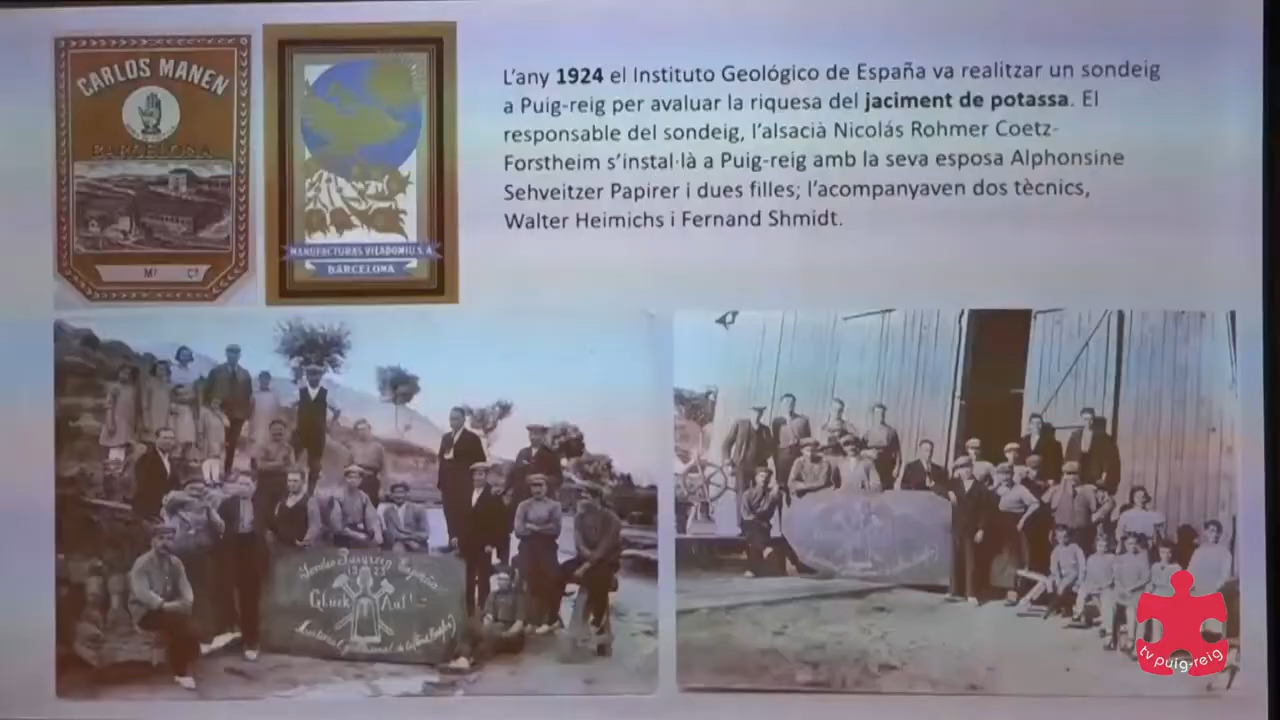 CARLOS MANEN
BARCELONA
Mº Cº
MANUFACTURAS VILADOMIU S.A
BARCELONA
L'any 1924 el Instituto Geológico de España va realitzar un sondeig
a Puig-reig per avaluar la riquesa del jaciment de potassa. El
responsable del sondeig, l'alsacià Nicolás Rohmer Coetz-
Forstheim s'instal·là a Puig-reig amb la seva esposa Alphonsine
Sehveitzer Papirer i dues filles; l'acompanyaven dos tècnics,
Walter Heimichs i Fernand Shmidt.
Glück Auf!
tv puig-reig